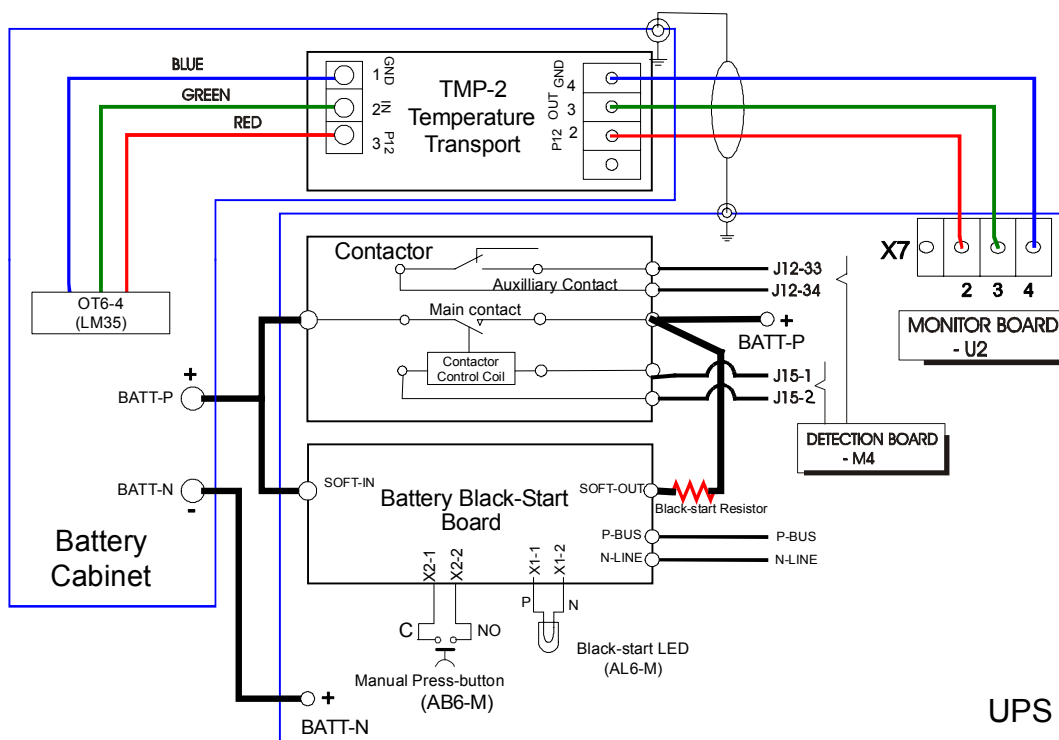 BLUE
GREEN
RED
1 GND
2 IN
3 P12
TMP-2
Temperature
Transport
GND 4
OUT 3
P12 2
X7
2 3 4
MONITOR BOARD
- U2
OT6-4
(LM35)
Contactor
Auxilliary Contact
J12-33
J12-34
Main contact
+
BATT-P
Contactor
Control Coil
J15-1
J15-2
DETECTION BOARD
- M4
+
BATT-P
BATT-N
-
Battery
Cabinet
SOFT-IN
Battery Black-Start
Board
SOFT-OUT
Black-start Resistor
P-BUS
P-BUS
N-LINE
N-LINE
X2-1
X2-2
X1-1
X1-2
P
N
C
NO
Black-start LED
(AL6-M)
Manual Press-button
(AB6-M)
+
BATT-N
UPS